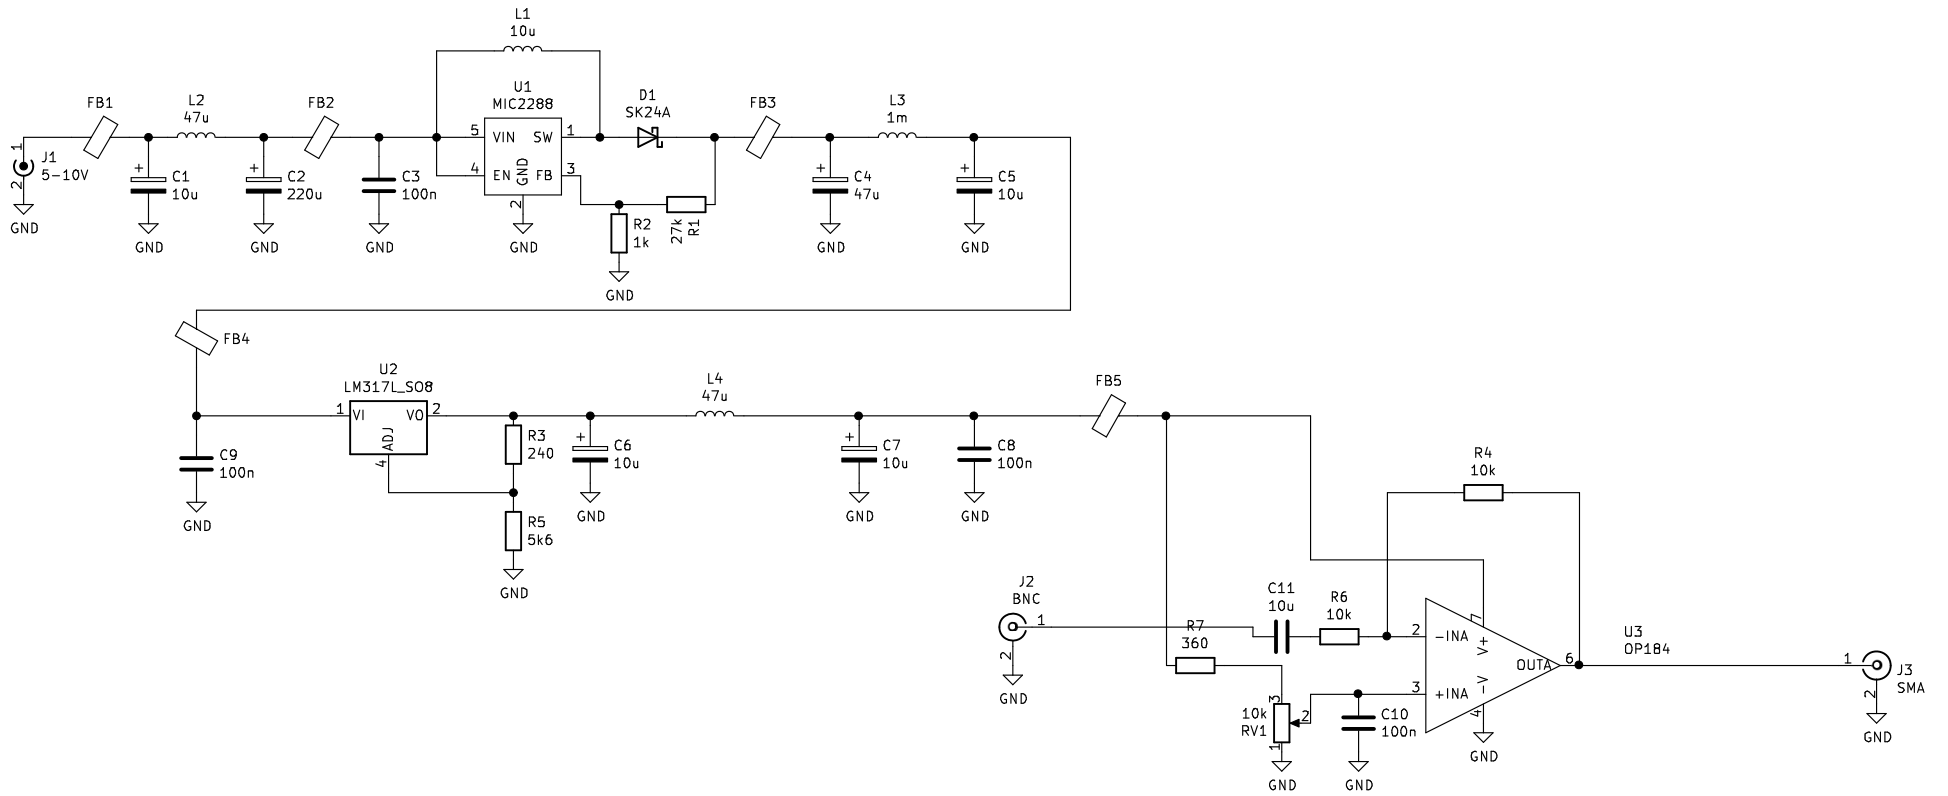 L1
10u
U1
MIC2288
FB1
L2
47u
FB2
D1
SK24A
FB3
L3
1m
1
J1
5-10V
2
GND
+
C1
10u
GND
+
C2
220u
GND
C3
100n
GND
5
VIN
SW
1
4
EN
GND
FB
3
2
GND
R2
1k
GND
27k
R1
+
C4
47u
GND
+
C5
10u
GND
FB4
U2
LM317L_SO8
1
VI
VO
2
ADJ
4
C9
100n
GND
R3
240
R5
5k6
GND
+
C6
10u
GND
L4
47u
+
C7
10u
GND
C8
100n
GND
FB5
R4
10k
J2
BNC
1
2
GND
C11
10u
R6
10k
R7
360
3
10k
RV1
2
1
GND
C10
100n
GND
2
-INA
7
V+
3
+INA
-V
4
GND
OUTA
6
U3
OP184
1
J3
SMA
2
GND